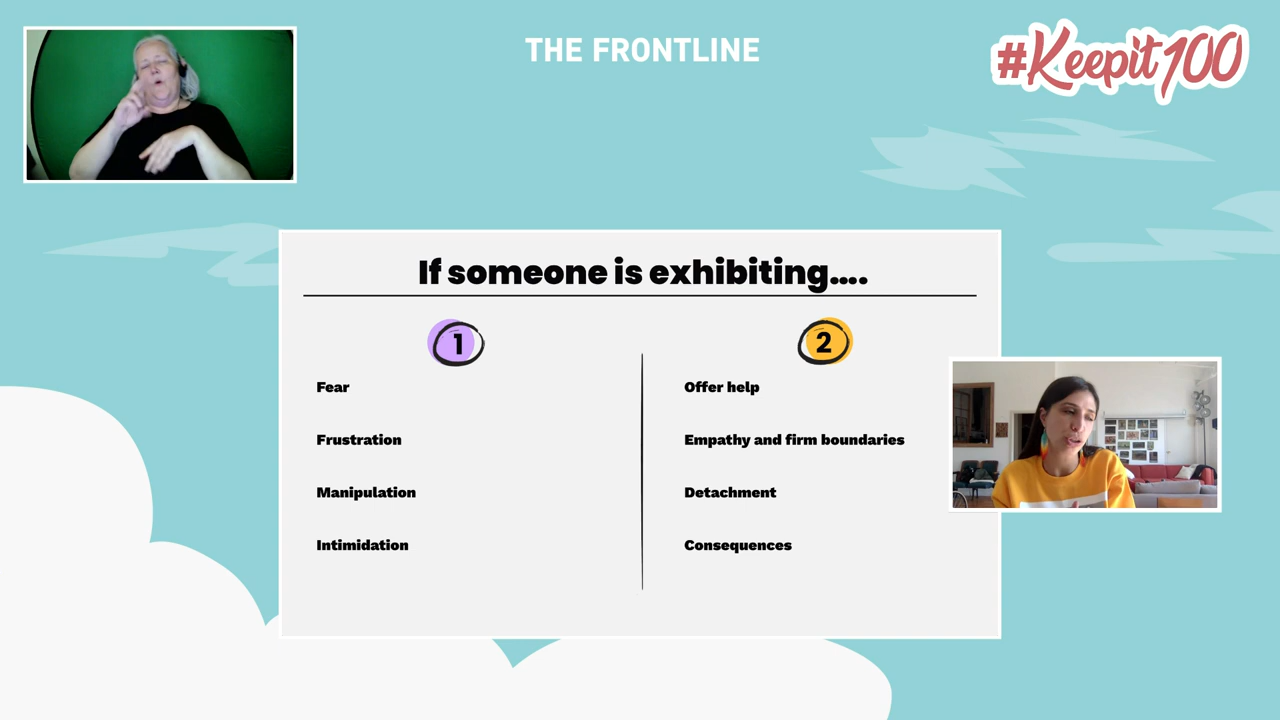 THE FRONTLINE
#Keepit100
If someone is exhibiting....
1
2
Fear
Offer help
Frustration
Empathy and firm boundaries
Manipulation
Detachment
Intimidation
Consequences